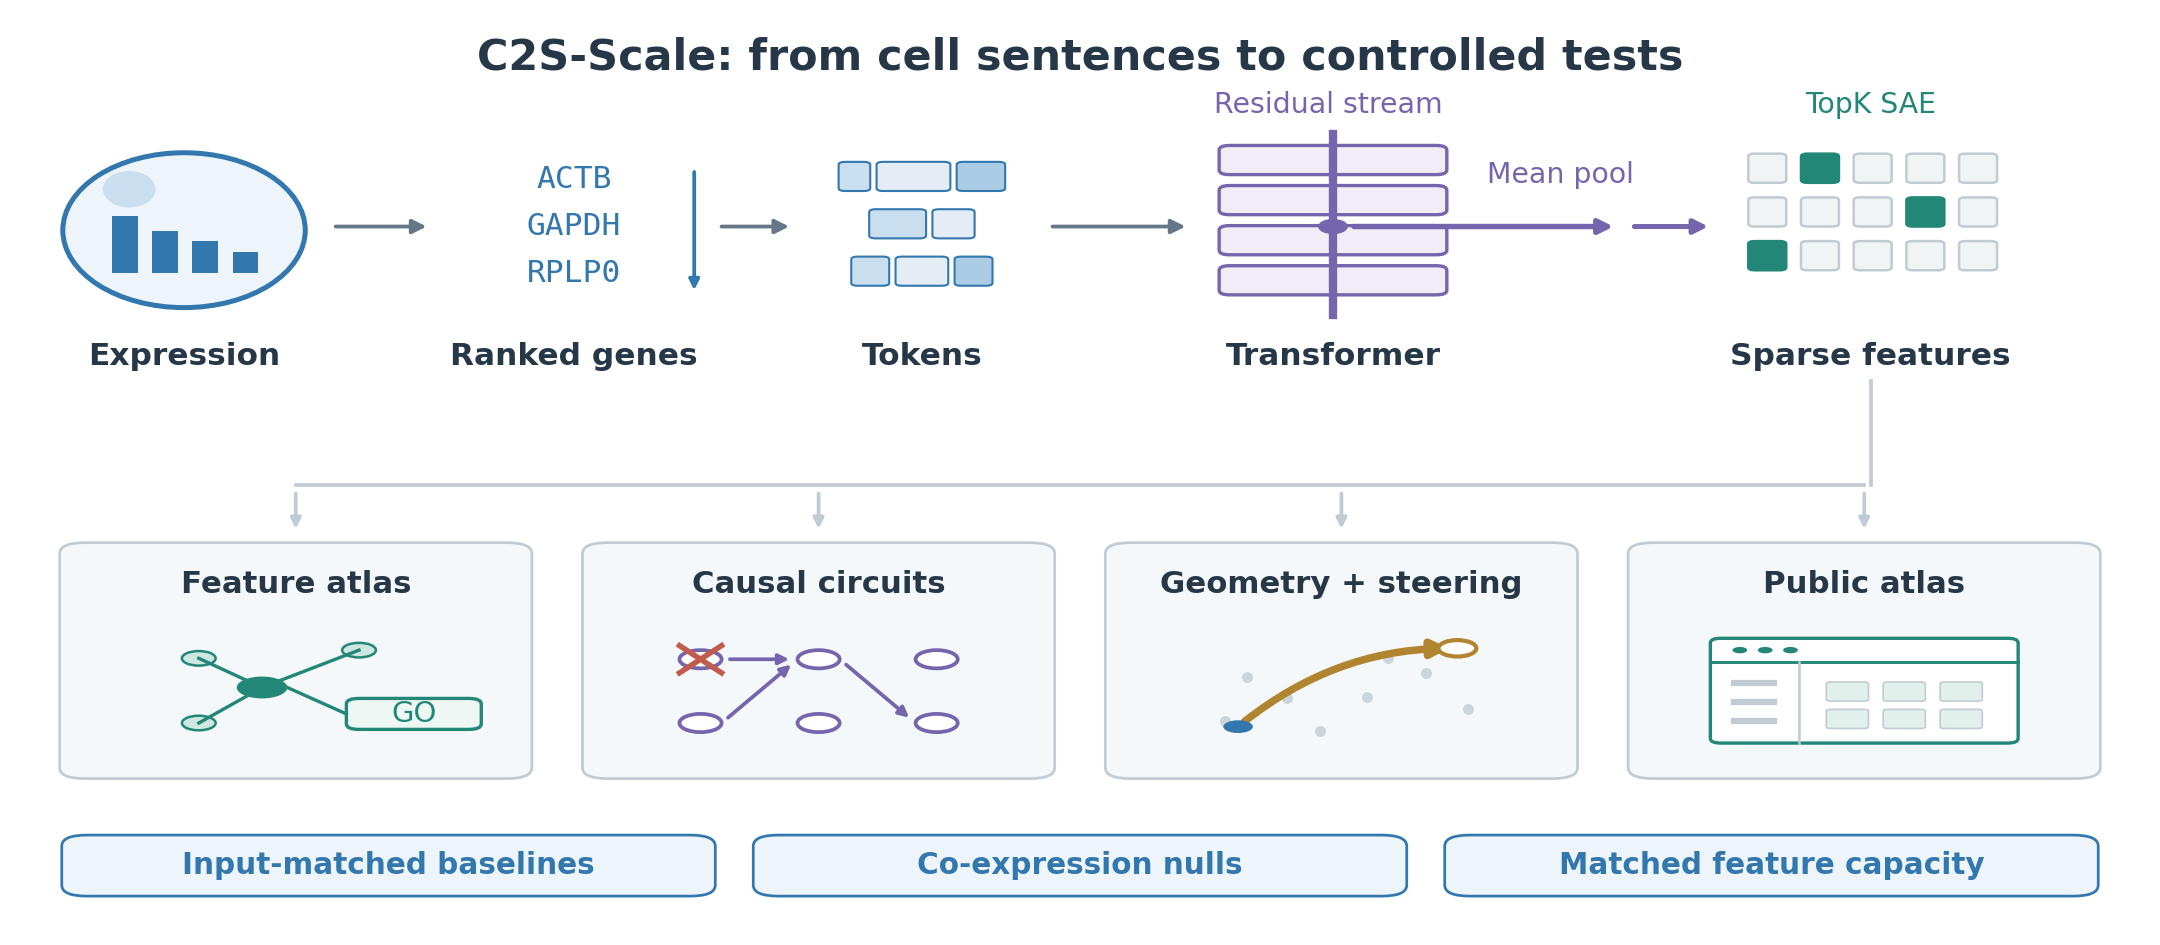 C2S-Scale: from cell sentences to controlled tests
Residual stream
TopK SAE
Mean pool
ACTB
GAPDH
RPLP0
Expression
Ranked genes
Tokens
Transformer
Sparse features
Feature atlas
Causal circuits
Geometry + steering
Public atlas
GO
Input-matched baselines
Co-expression nulls
Matched feature capacity